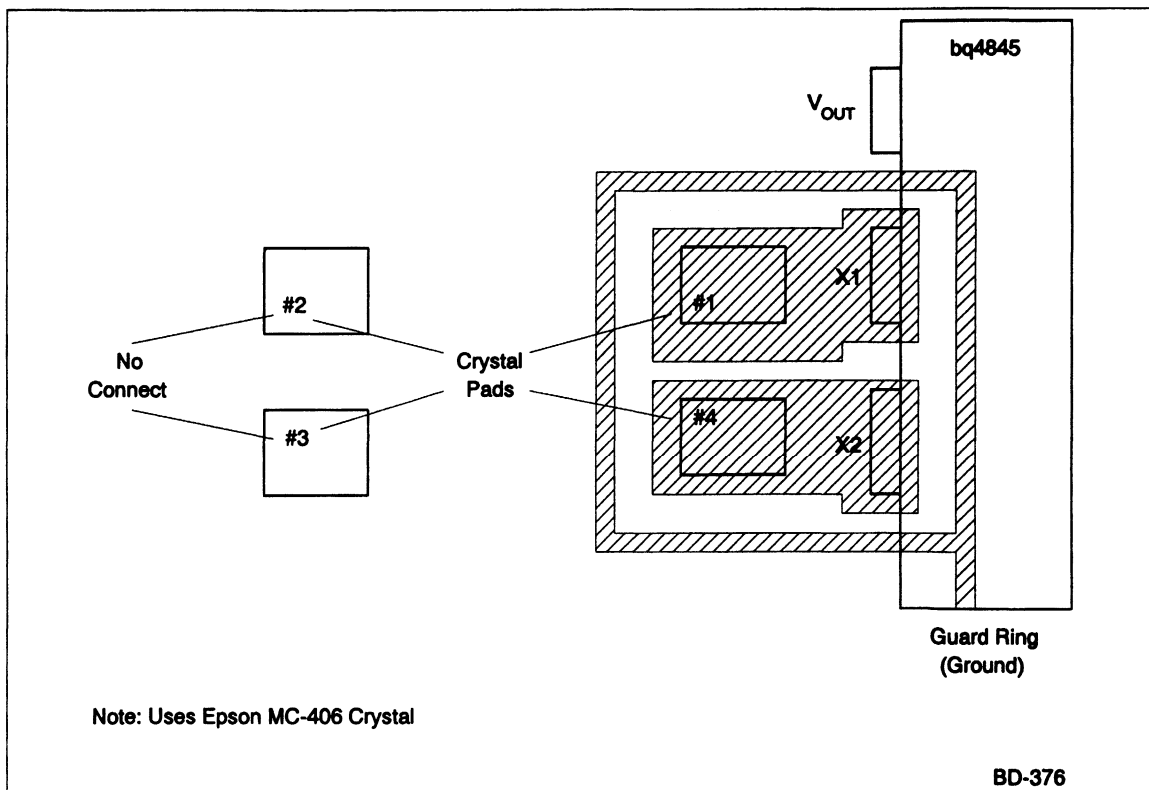 bq4845
VOUT
X1
#1
#2
No
Connect
Crystal
Pads
#4
#3
X2
Guard Ring
(Ground)
Note: Uses Epson MC-406 Crystal
BD-376